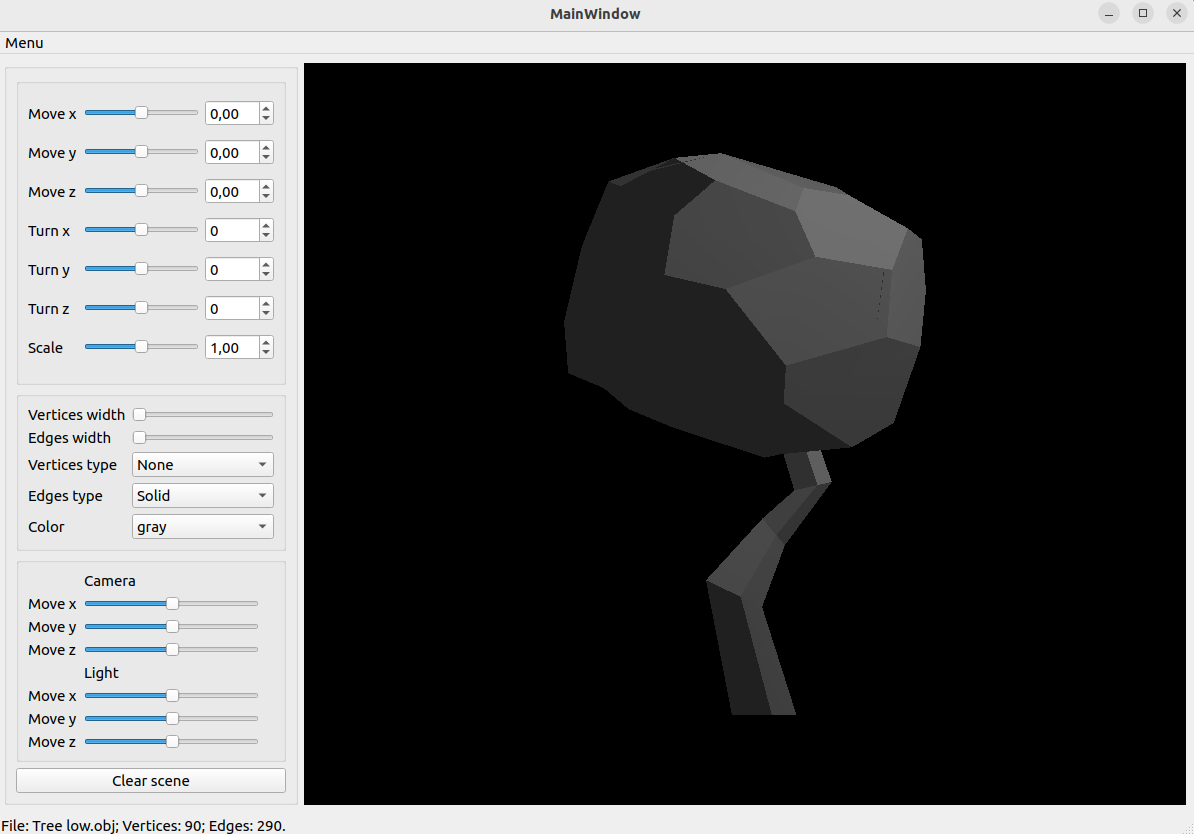 MainWindow
Menu
Move x 0,00
Move y 0,00
Move z 0,00
Turn x 0
Turn y 0
Turn z 0
Scale 1,00
Vertices width
Edges width
Vertices type None
Edges type Solid
Color gray
Camera
Move x
Move y
Move z
Light
Move x
Move y
Move z
Clear scene
File: Tree low.obj; Vertices: 90; Edges: 290.